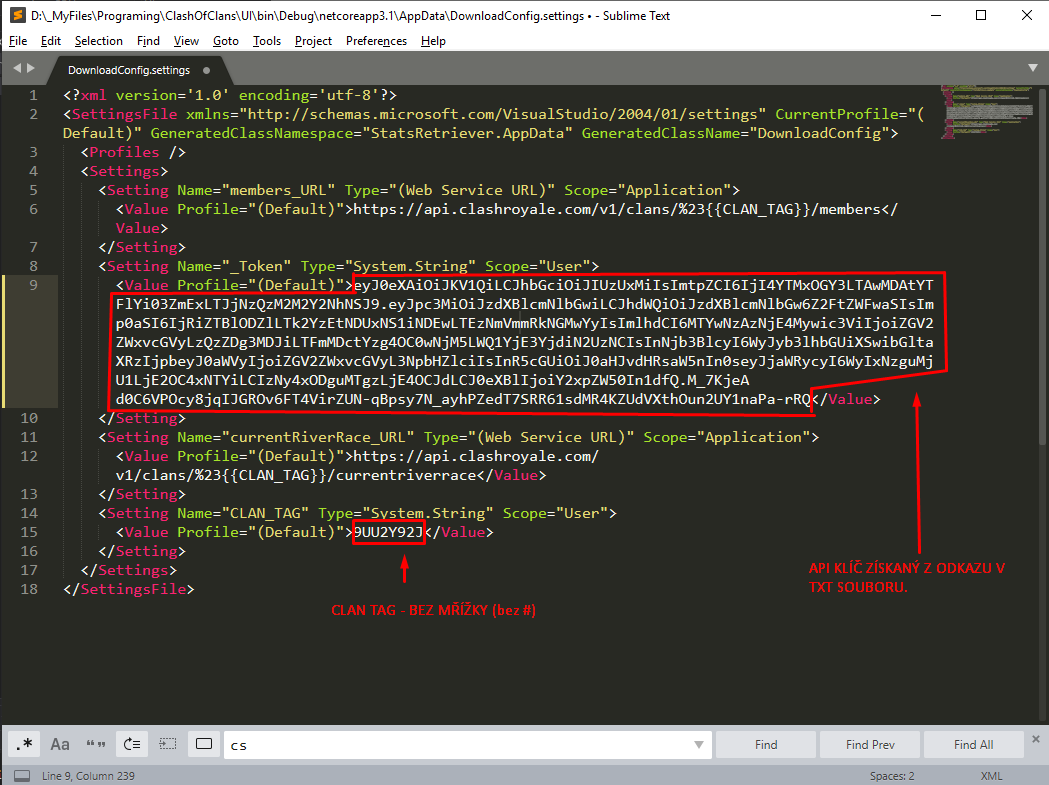 D:\_MyFiles\Programing\ClashOfClans\UI\bin\Debug\netcoreapp3.1\AppData\DownloadConfig.settings • - Sublime Text
File Edit Selection Find View Goto Tools Project Preferences Help
DownloadConfig.settings
1 <?xml version='1.0' encoding='utf-8'?>
2 <SettingsFile xmlns="http://schemas.microsoft.com/VisualStudio/2004/01/settings" CurrentProfile="(
Default)" GeneratedClassNamespace="StatsRetriever.AppData" GeneratedClassName="DownloadConfig">
3 <Profiles />
4 <Settings>
5 <Setting Name="members_URL" Type="(Web Service URL)" Scope="Application">
6 <Value Profile="(Default)">https://api.clashroyale.com/v1/clans/%23{{CLAN_TAG}}/members</
Value>
7 </Setting>
8 <Setting Name="_Token" Type="System.String" Scope="User">
9 <Value Profile="(Default)">eyJ0eXAiOiJKV1QiLCJhbGciOiJIUzUxMiIsImtpZCI6IjI4YTMxOGY3LTAwMDAtYT
FlYi03ZmExLTJjNzQzM2M2Y2NhNSJ9.eyJpc3MiOiJzdXBlcmNlbGwiLCJhdWQiOiJzdXBlcmNlbGw6Z2FtZWFwaSIsIm
p0aSI6IjRiZTBlODZlLTk2YzEtNDUxNS1iNDEwLTEzNmVmmRkNGMwYyIsImlhdCI6MTYwNzAzNjE4Mywic3ViIjoiZGV2
ZWxvcGVyLzQzZDg3MDJiLTFmMDctYzg4OC0wNjM5LWQ1YjE3YjdiN2UzNCIsInNjb3BlcyI6WyJyb3lhbGUiXSwibGlta
XRzIjpbeyJ0aWVyIjoiZGV2ZWxvcGVyL3NpbHZlciIsInR5cGUiOiJ0aHJvdHRsaW5nIn0seyJjaWRycyI6WyIxNzguMj
U1LjE2OC4xNTYiLCIzNy4xODguMTgzLjE4OCJdLCJ0eXBlIjoiY2xpZW50In1dfQ.M_7KjeA
d0C6VPOcy8jqIJGROv6FT4VirZUN-qBpsy7N_ayhPZedT7SRR61sdMR4KZUdVXthOun2UY1naPa-rRQ</Value>
10 </Setting>
11 <Setting Name="currentRiverRace_URL" Type="(Web Service URL)" Scope="Application">
12 <Value Profile="(Default)">https://api.clashroyale.com/
v1/clans/%23{{CLAN_TAG}}/currentriverrace</Value>
13 </Setting>
14 <Setting Name="CLAN_TAG" Type="System.String" Scope="User">
15 <Value Profile="(Default)">9UU2Y92J</Value>
16 </Setting>
17 </Settings>
18 </SettingsFile>
API KLÍČ ZÍSKANÝ Z ODKAZU V
TXT SOUBORU.
CLAN TAG - BEZ MŘÍŽKY (bez #)
.* Aa “” cs Find Find Prev Find All
Line 9, Column 239 Spaces: 2 XML